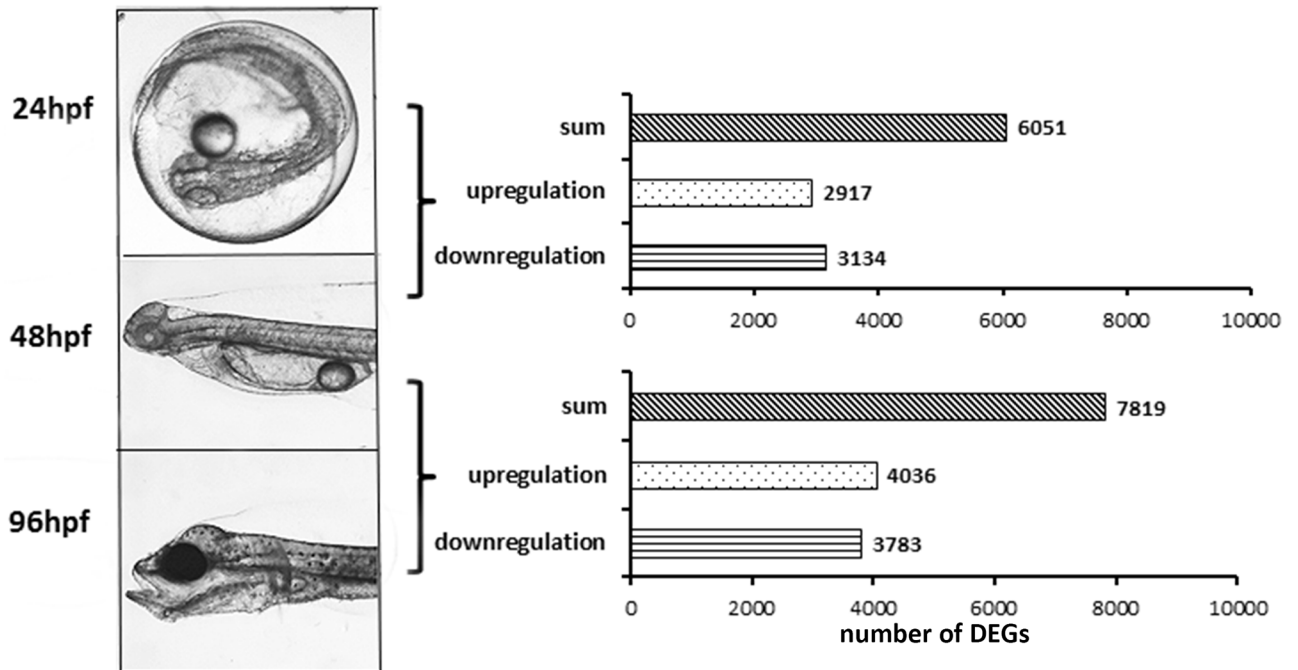 24hpf
48hpf
96hpf
sum
6051
upregulation
2917
downregulation
3134
0 2000 4000 6000 8000 10000
sum
7819
upregulation
4036
downregulation
3783
0 2000 4000 6000 8000 10000
number of DEGs